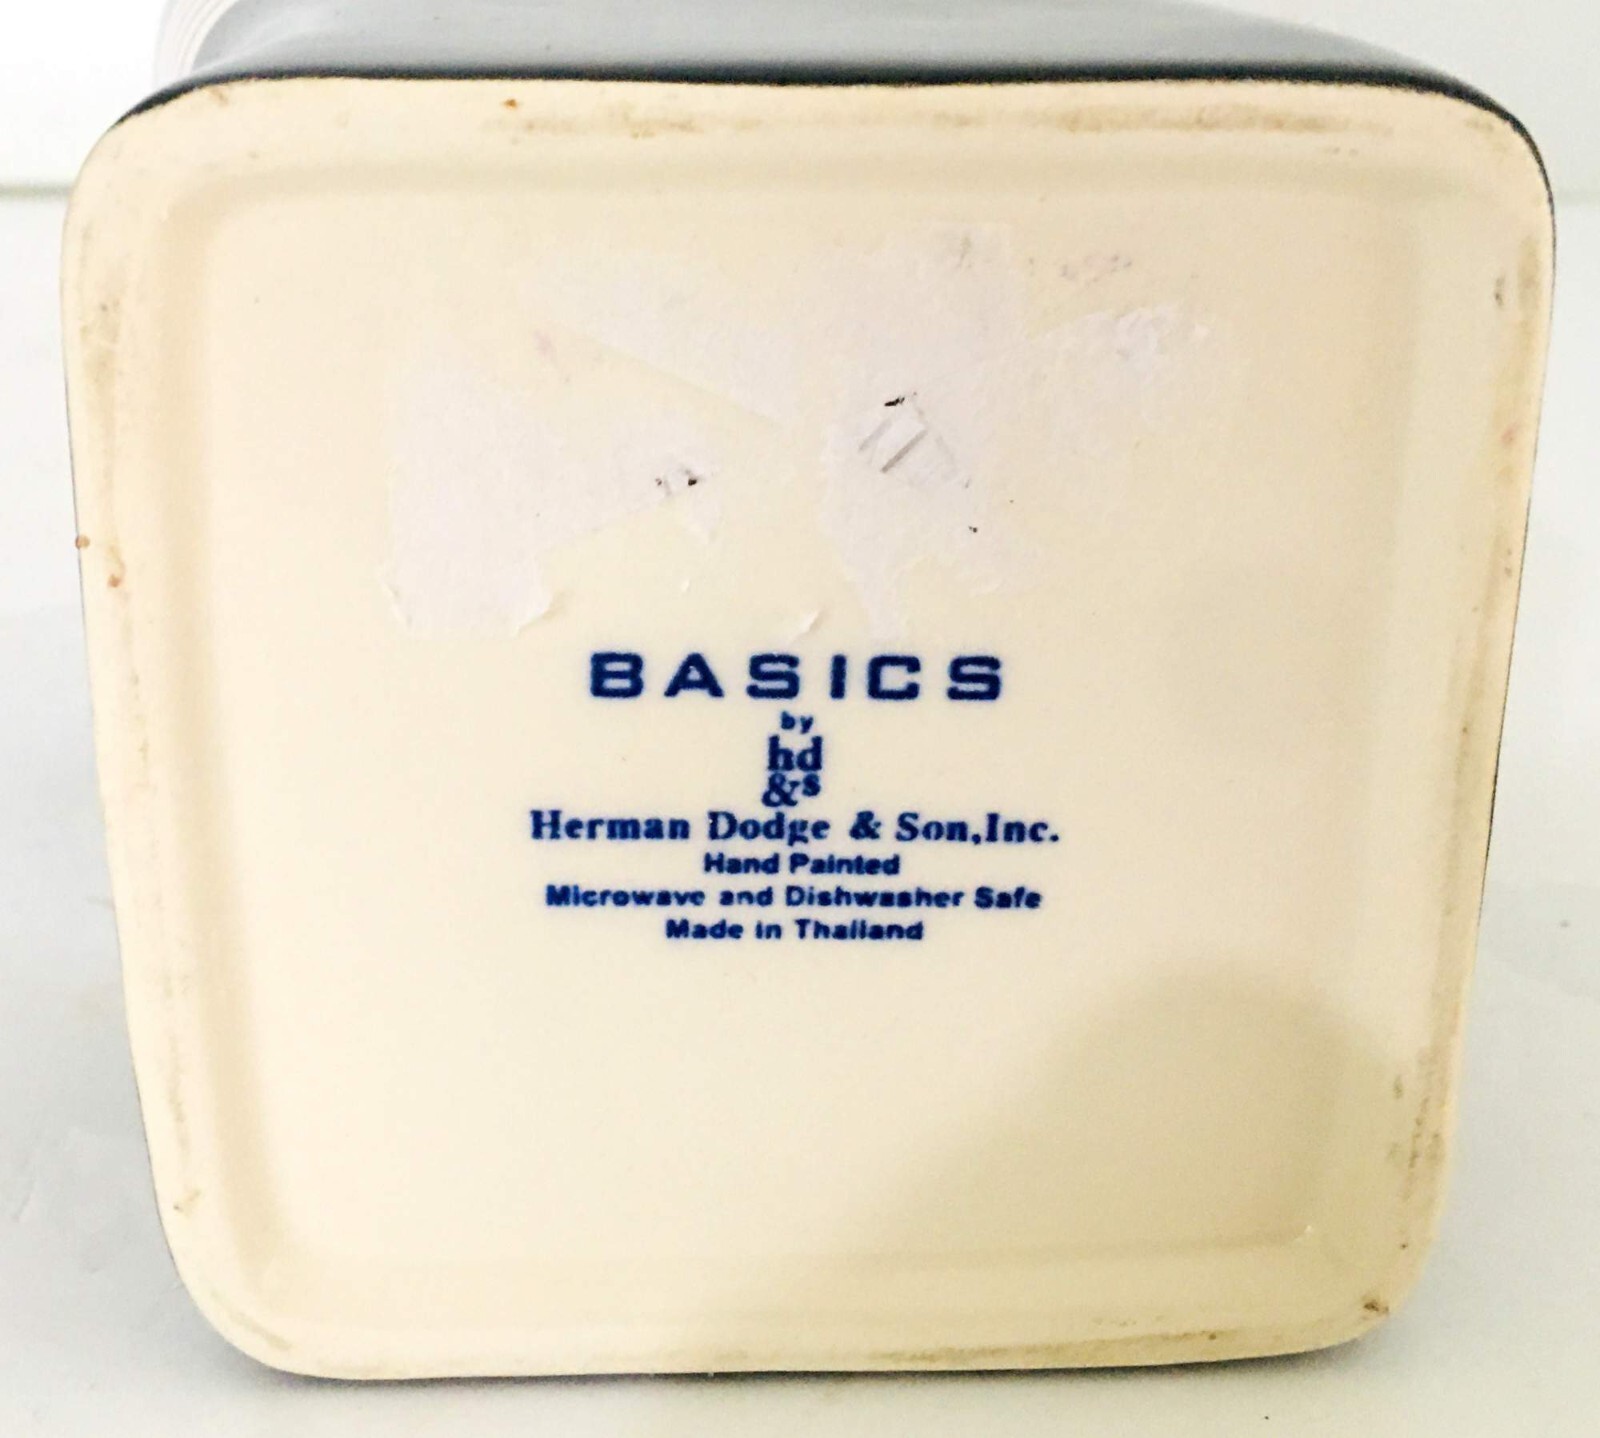 BASICS
by
hd
&s
Herman Dodge & Son,Inc.
Hand Painted
Microwave and Dishwasher Safe
Made in Thailand